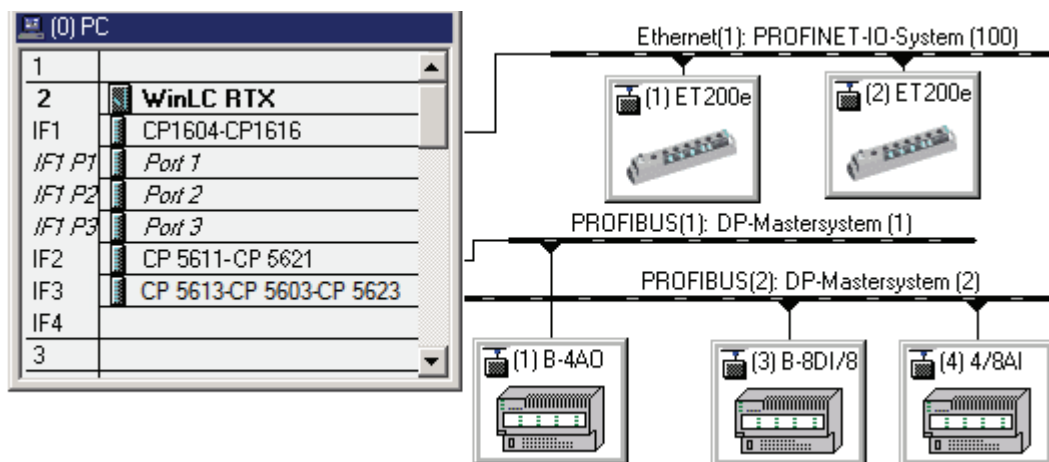 (0) PC
1
2 WinLC RTX
IF1 CP1604-CP1616
IF1 P1 Port 1
IF1 P2 Port 2
IF1 P3 Port 3
IF2 CP 5611-CP 5621
IF3 CP 5613-CP 5603-CP 5623
IF4
3
Ethernet(1): PROFINET-IO-System (100)
(1) ET200e
(2) ET200e
PROFIBUS(1): DP-Mastersystem (1)
PROFIBUS(2): DP-Mastersystem (2)
(1) B-4AO
(3) B-8DI/8
(4) 4/8AI